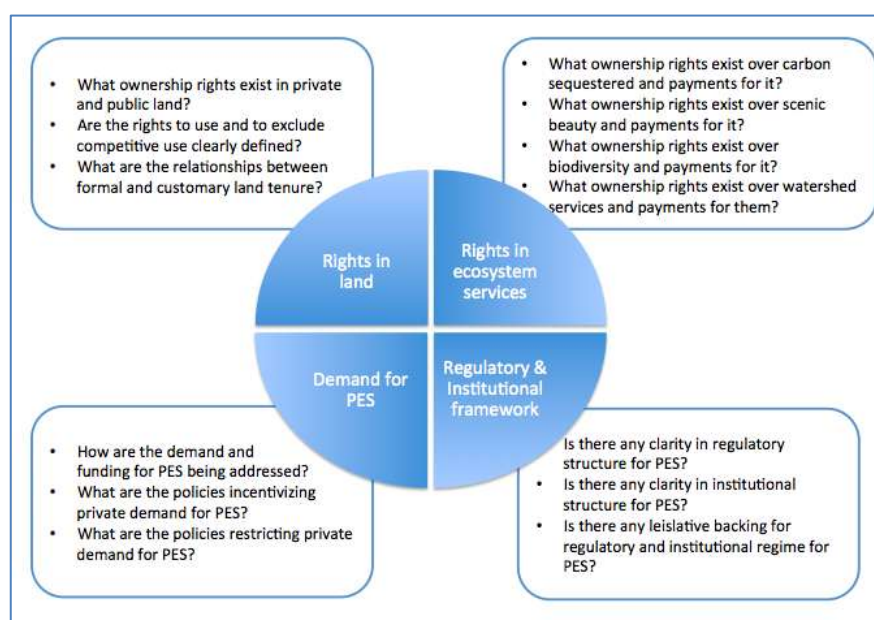 • What ownership rights exist in private
and public land?
• Are the rights to use and to exclude
competitive use clearly defined?
• What are the relationships between
formal and customary land tenure?
• What ownership rights exist over carbon
sequestered and payments for it?
• What ownership rights exist over scenic
beauty and payments for it?
• What ownership rights exist over
biodiversity and payments for it?
• What ownership rights exist over watershed
services and payments for them?
Rights in
land
Rights in
ecosystem
services
Demand for
PES
Regulatory &
Institutional
framework
• How are the demand and
funding for PES being addressed?
• What are the policies incentivizing
private demand for PES?
• What are the policies restricting private
demand for PES?
Is there any clarity in regulatory
structure for PES?
• Is there any clarity in institutional
structure for PES?
• Is there any leislative backing for
regulatory and institutional regime for
PES?